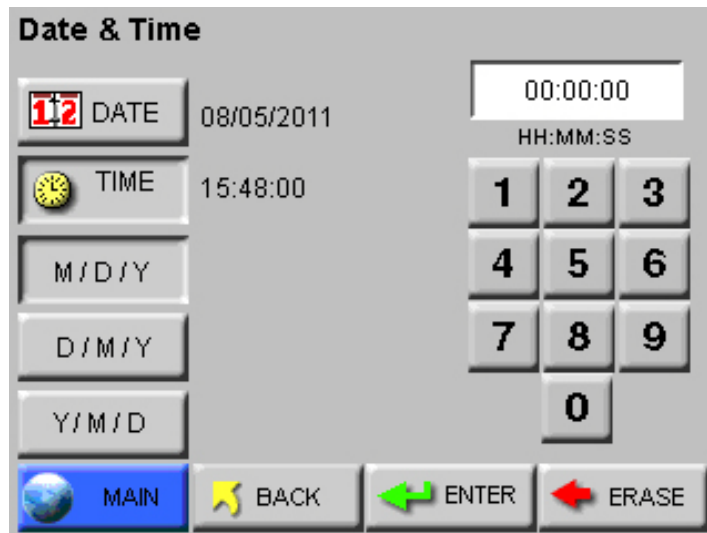 Date & Time
12 DATE 08/05/2011
00:00:00
HH:MM:SS
TIME 15:48:00
1 2 3
M/D/Y
4 5 6
D/M/Y
7 8 9
Y/M/D
0
MAIN BACK ENTER ERASE